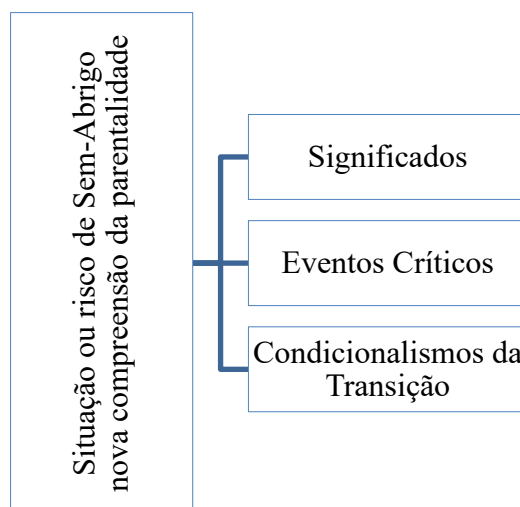 Situação ou risco de Sem-Abrigo
nova compreensão da parentalidade
Significados
Eventos Críticos
Condicionalismos da
Transição